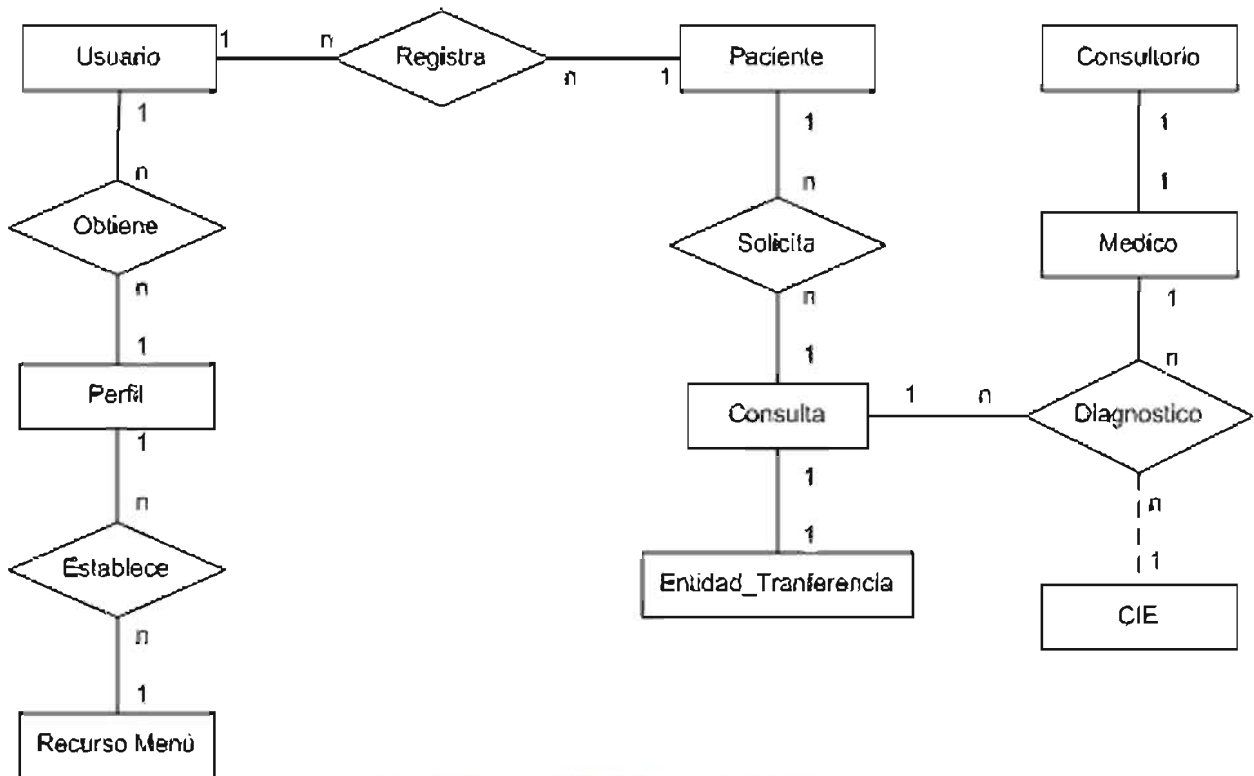 Usuario
1
n
Registra
n
1
Paciente
Consultorio
1
n
Obtiene
n
1
Perfil
1
n
Establece
n
1
Recurso Menú
1
n
Solicita
n
1
Consulta
1
1
Entidad_Tranferencia
1
n
1
1
Medico
1
n
Diagnostico
n
1
CIE